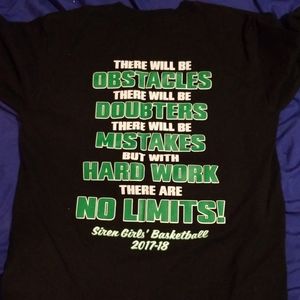 THERE WILL BE
OBSTACLES
THERE WILL BE
DOUBTERS
THERE WILL BE
MISTAKES
BUT WITH
HARD WORK
THERE ARE
NO LIMITS!
Siren Girls' Basketball
2017-18